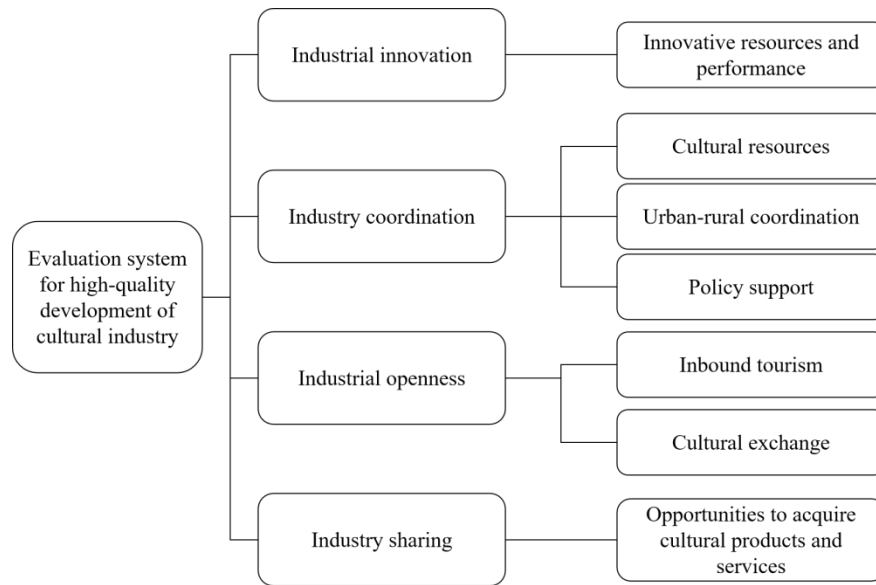 Evaluation system
for high-quality
development of
cultural industry
Industrial innovation
Innovative resources and
performance
Industry coordination
Cultural resources
Urban-rural coordination
Policy support
Industrial openness
Inbound tourism
Cultural exchange
Industry sharing
Opportunities to acquire
cultural products and
services